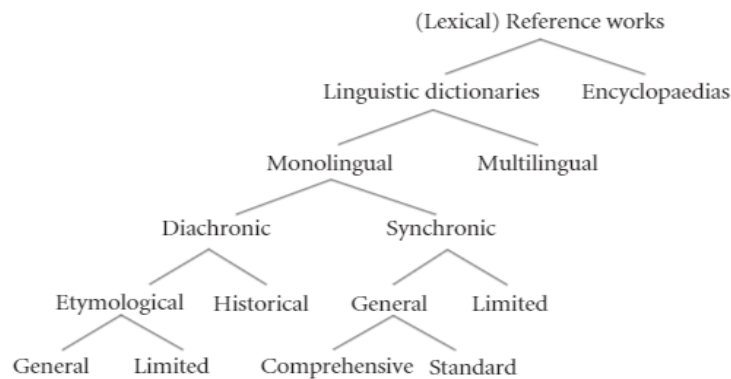 (Lexical) Reference works
Linguistic dictionaries Encyclopaedias
Monolingual Multilingual
Diachronic Synchronic
Etymological Historical General Limited
General Limited Comprehensive Standard